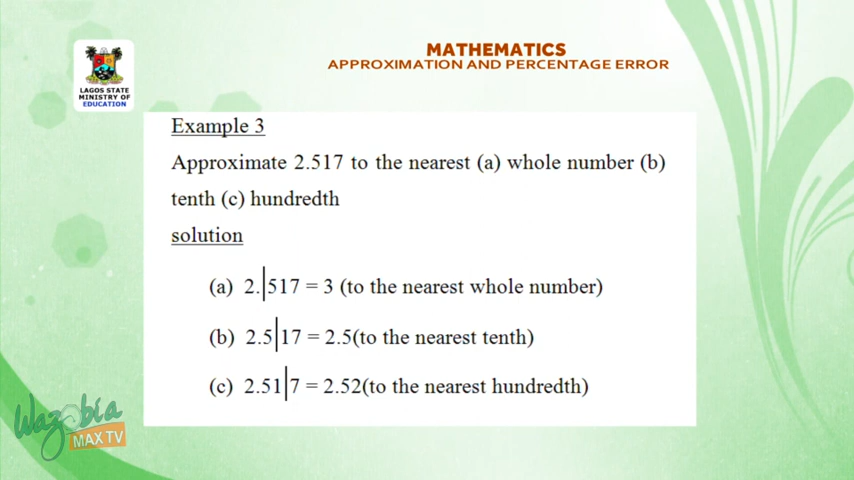 MATHEMATICS
APPROXIMATION AND PERCENTAGE ERROR
LAGOS STATE
MINISTRY OF
EDUCATION
Example 3
Approximate 2.517 to the nearest (a) whole number (b)
tenth (c) hundredth
solution
(a) 2.|517 = 3 (to the nearest whole number)
(b) 2.5|17 = 2.5(to the nearest tenth)
(c) 2.51|7 = 2.52(to the nearest hundredth)
Wazobia
MAX TV